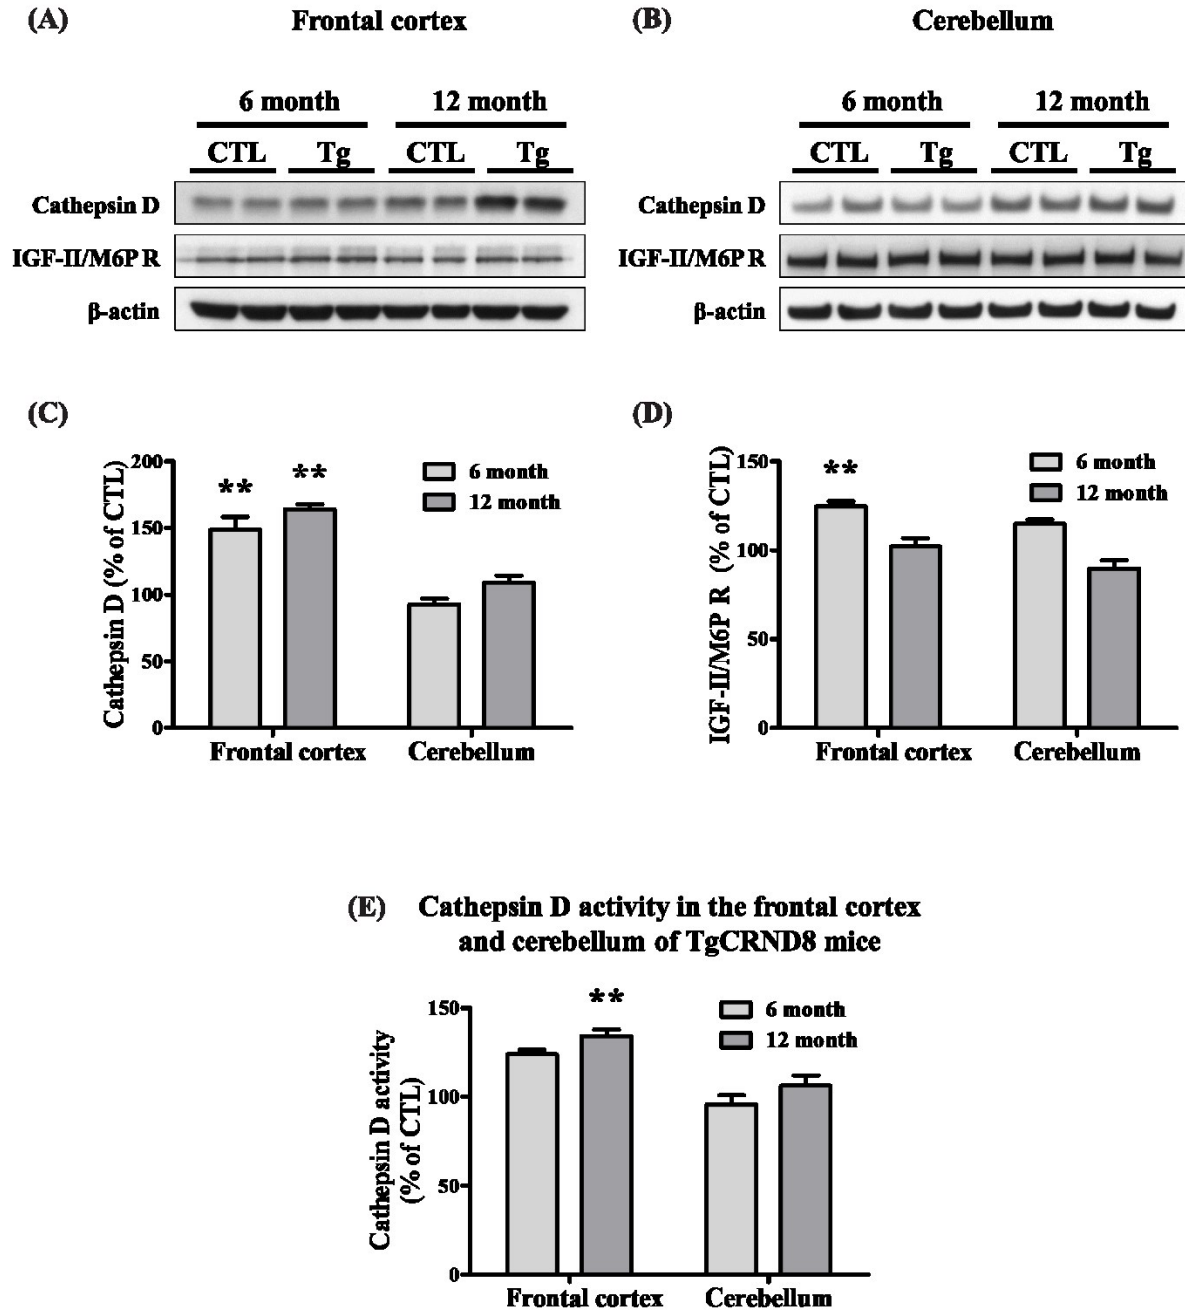 (A) Frontal cortex
(B) Cerebellum
6 month 12 month
CTL Tg CTL Tg
Cathepsin D
IGF-II/M6P R
β-actin
6 month 12 month
CTL Tg CTL Tg
Cathepsin D
IGF-II/M6P R
β-actin
(C)
Cathepsin D (% of CTL)
200
150
100
50
0
** **
6 month
12 month
Frontal cortex Cerebellum
(D)
IGF-II/M6P R (% of CTL)
150
100
50
0
**
6 month
12 month
Frontal cortex Cerebellum
(E) Cathepsin D activity in the frontal cortex
and cerebellum of TgCRND8 mice
Cathepsin D activity
(% of CTL)
150
100
50
0
**
6 month
12 month
Frontal cortex Cerebellum